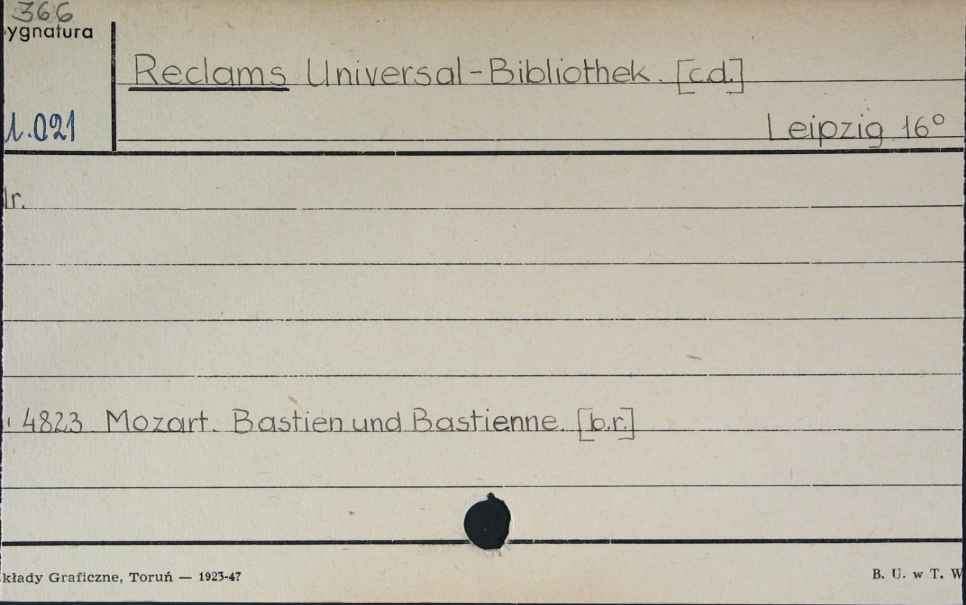 366
ygnatura
Reclams Universal-Bibliothek. [c.d.]
1.021
Leipzig 16°
Ir.
4823 Mozart. Bastien und Bastienne. [b.r.]
kłady Graficzne, Toruń — 1923-47
B. U. w T. W